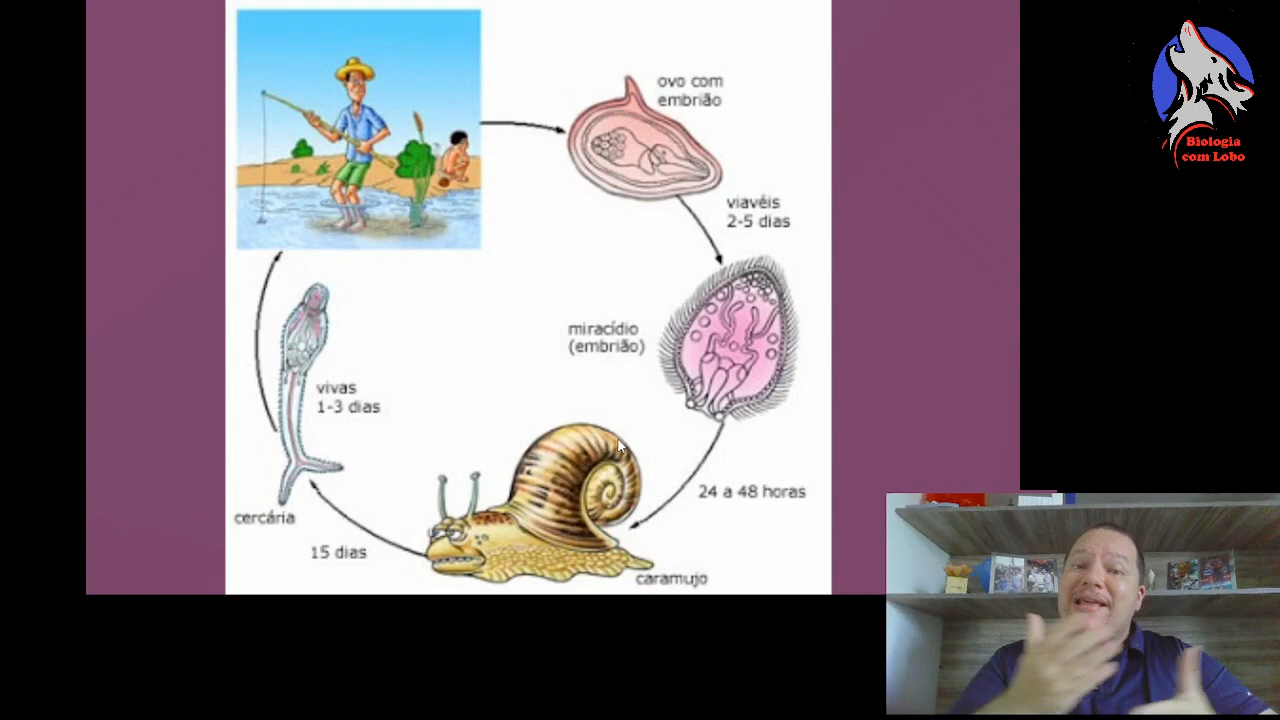 ovo com
embrião
viavéis
2-5 dias
miracídio
(embrião)
24 a 48 horas
caramujo
15 dias
cercária
vivas
1-3 dias
Biologia
com Lobo